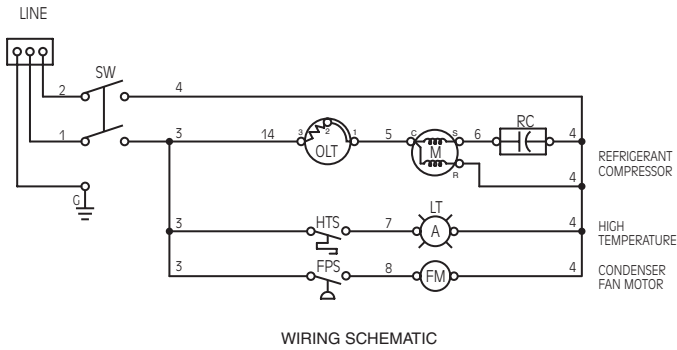 LINE
SW
2
4
1
3
14
3
2
1
OLT
5
C
S
M
R
6
RC
4
REFRIGERANT
COMPRESSOR
4
G
3
HTS
7
LT
A
4
HIGH
TEMPERATURE
3
FPS
8
FM
4
CONDENSER
FAN MOTOR
WIRING SCHEMATIC